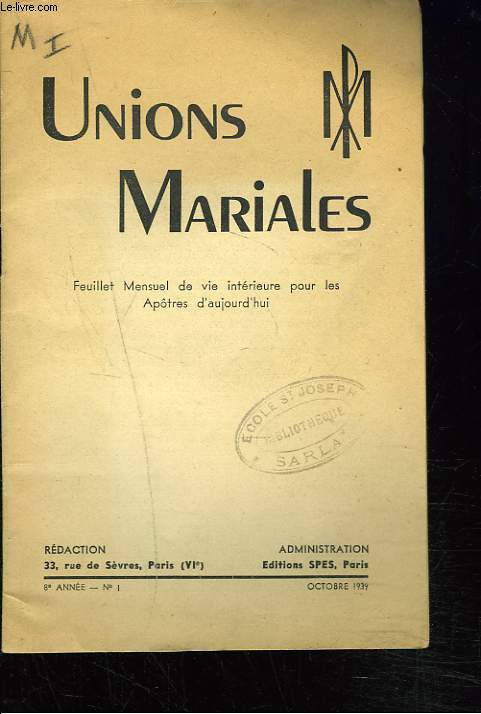 Le-livre.com
M I
UNIONS
MARIALES
Feuillet Mensuel de vie intérieure pour les
Apôtres d'aujourd'hui
ECOLE ST JOSEPH
BIBLIOTHEQUE
SARLAT
RÉDACTION
ADMINISTRATION
33, rue de Sèvres, Paris (VIe)
Editions SPES, Paris
8e ANNÉE — No 1
OCTOBRE 1939